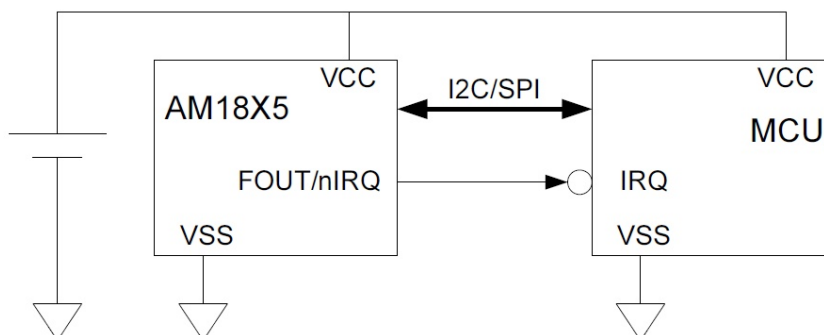 VCC
VCC
I2C/SPI
AM18X5
MCU
FOUT/nIRQ
IRQ
VSS
VSS